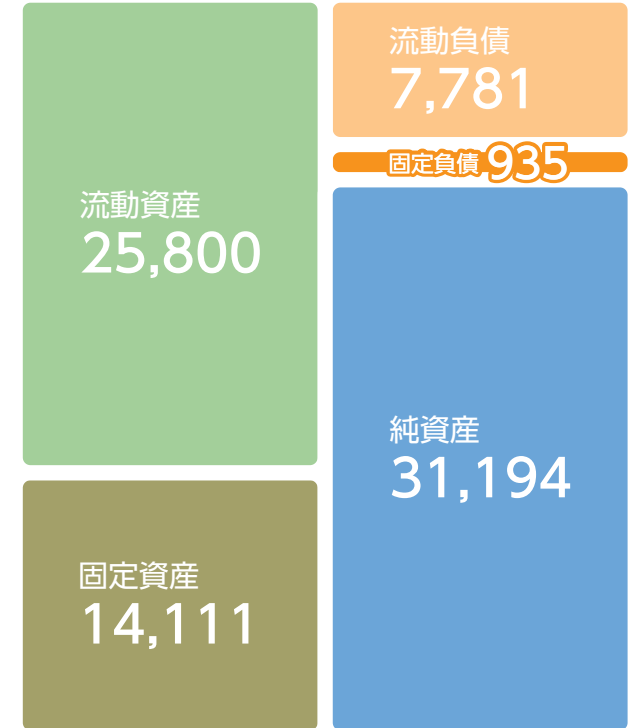 流動資産
25,800
固定資産
14,111
流動負債
7,781
固定負債 935
純資産
31,194